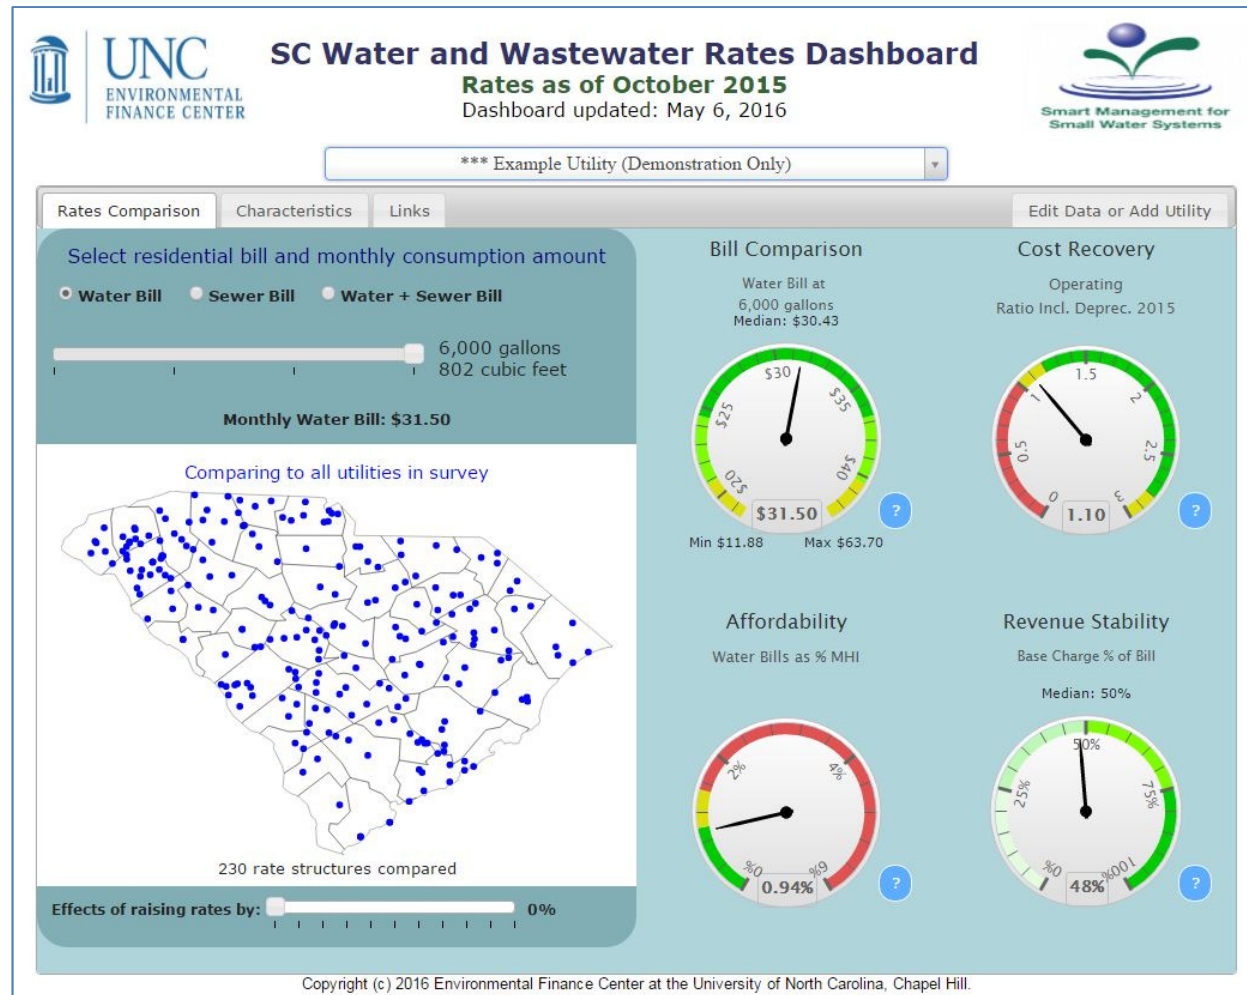 UNC
ENVIRONMENTAL
FINANCE CENTER
SC Water and Wastewater Rates Dashboard
Rates as of October 2015
Dashboard updated: May 6, 2016
Smart Management for
Small Water Systems
*** Example Utility (Demonstration Only)
Rates Comparison
Characteristics
Links
Edit Data or Add Utility
Select residential bill and monthly consumption amount
Water Bill
Sewer Bill
Water + Sewer Bill
6,000 gallons
802 cubic feet
Monthly Water Bill: $31.50
Comparing to all utilities in survey
230 rate structures compared
Effects of raising rates by:
0%
Bill Comparison
Water Bill at
6,000 gallons
Median: $30.43
$20
$25
$30
$35
$40
$31.50
?
Min $11.88
Max $63.70
Cost Recovery
Operating
Ratio Incl. Deprec. 2015
0
0.5
1
1.5
2
2.5
3
1.10
?
Affordability
Water Bills as % MHI
0%
2%
4%
6%
0.94%
?
Revenue Stability
Base Charge % of Bill
Median: 50%
0%
25%
50%
75%
100%
48%
?
Copyright (c) 2016 Environmental Finance Center at the University of North Carolina, Chapel Hill.